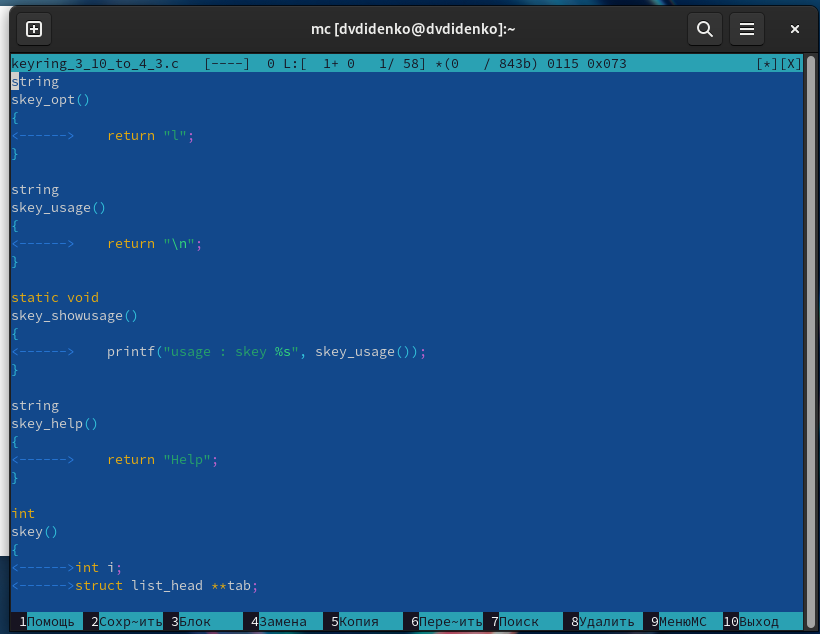 mc [dvdidenko@dvdidenko]:~
keyring_3_10_to_4_3.c   [----]  0 L:[  1+ 0   1/ 58] *(0   / 843b) 0115 0x073                [*][X]
string
skey_opt()
{
<------>    return "l";
}
string
skey_usage()
{
<------>    return "\n";
}
static void
skey_showusage()
{
<------>    printf("usage : skey %s", skey_usage());
}
string
skey_help()
{
<------>    return "Help";
}
int
skey()
{
<------>int i;
<------>struct list_head **tab;
1Помощь 2Сохр~ить 3Блок 4Замена 5Копия 6Пере~ить 7Поиск 8Удалить 9МенюMC 10Выход